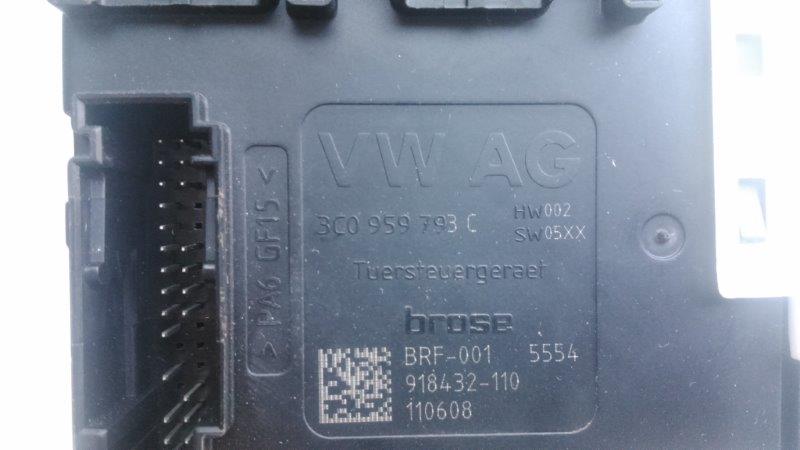 VW AG
3C0 959 793 C
HW002
SW05XX
Tuersteuergeraet
brose
BRF-001 5554
918432-110
110608
>PA6 GF15<